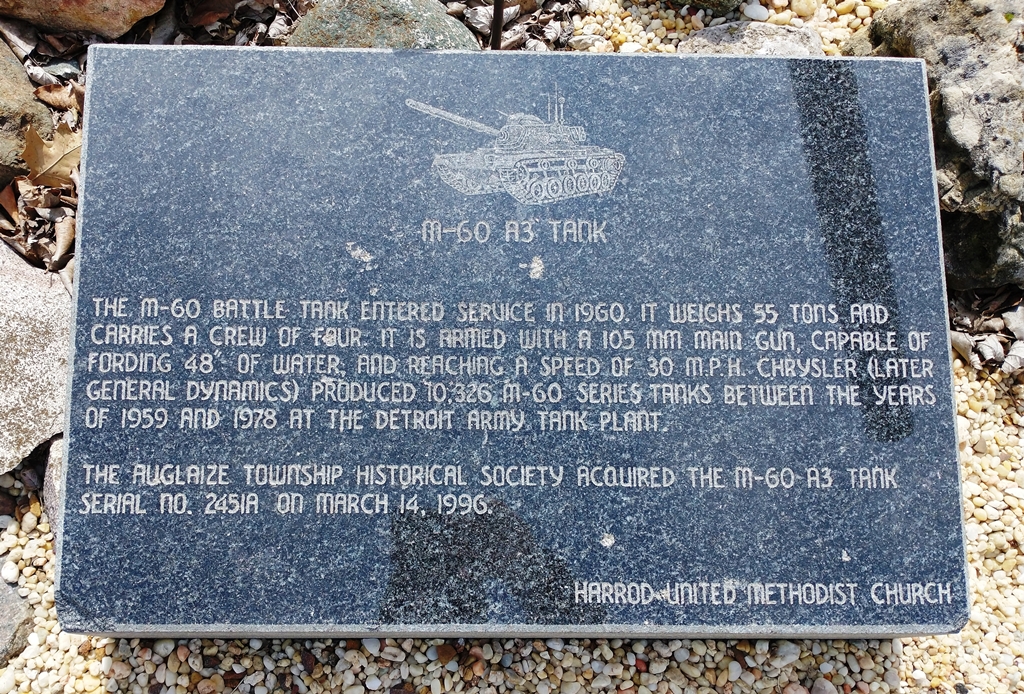 M-60 A3 TANK
THE M-60 BATTLE TANK ENTERED SERVICE IN 1960. IT WEIGHS 55 TONS AND
CARRIES A CREW OF FOUR. IT IS ARMED WITH A 105 MM MAIN GUN, CAPABLE OF
FORDING 48" OF WATER, AND REACHING A SPEED OF 30 M.P.H. CHRYSLER (LATER
GENERAL DYNAMICS) PRODUCED 10,326 M-60 SERIES TANKS BETWEEN THE YEARS
OF 1959 AND 1978 AT THE DETROIT ARMY TANK PLANT.
THE AUGLAIZE TOWNSHIP HISTORICAL SOCIETY ACQUIRED THE M-60 A3 TANK
SERIAL NO. 2451A ON MARCH 14, 1996.
HARROD UNITED METHODIST CHURCH